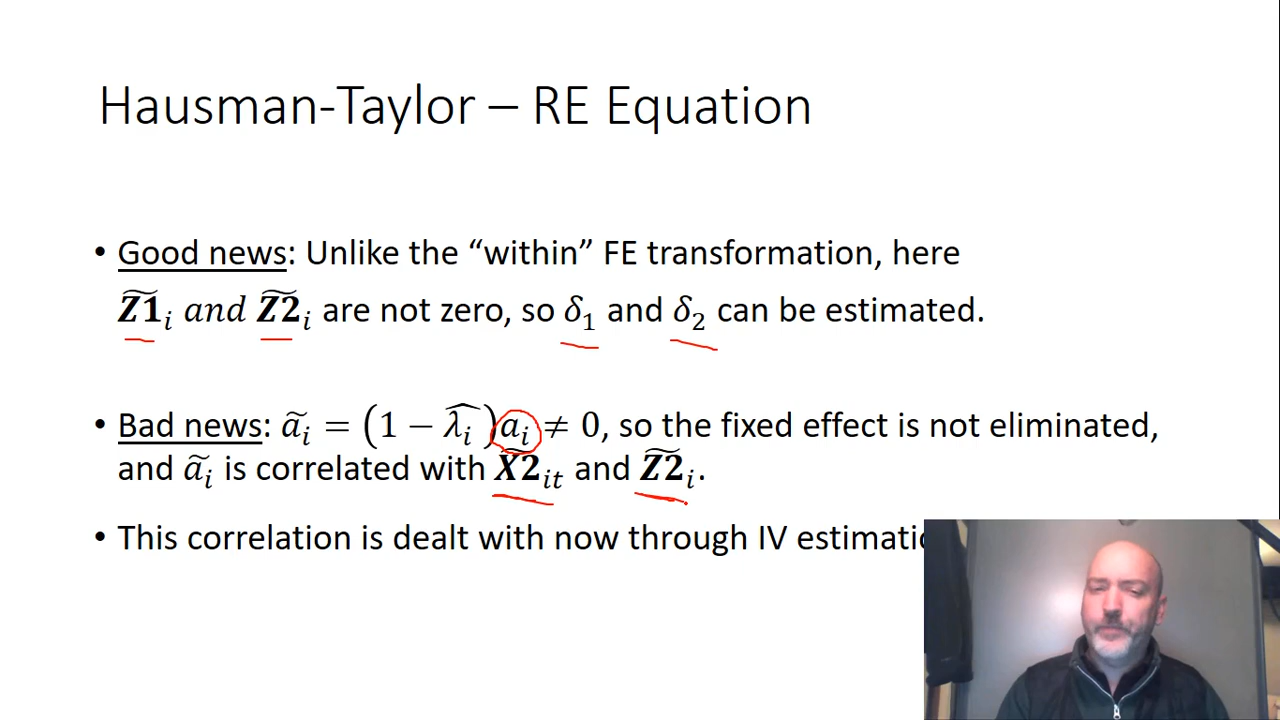 Hausman-Taylor – RE Equation
• Good news: Unlike the “within” FE transformation, here
𝒁̃𝟏ᵢ and 𝒁̃𝟐ᵢ are not zero, so δ₁ and δ₂ can be estimated.
• Bad news: ãᵢ = (1 − λ̂ᵢ)aᵢ ≠ 0, so the fixed effect is not eliminated,
and ãᵢ is correlated with 𝑿̃𝟐ᵢₜ and 𝒁̃𝟐ᵢ.
• This correlation is dealt with now through IV